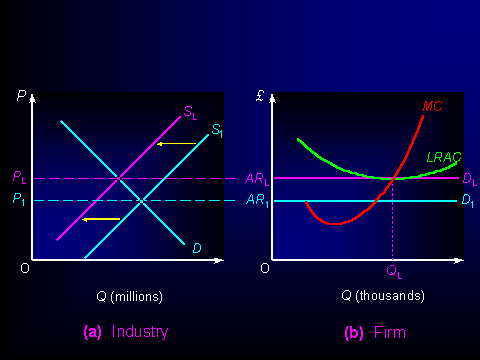 P
£
MC
S_L
S_1
LRAC
P_L
AR_L
D_L
P_1
AR_1
D_1
D
O
O
Q_L
Q (millions)
Q (thousands)
(a) Industry
(b) Firm